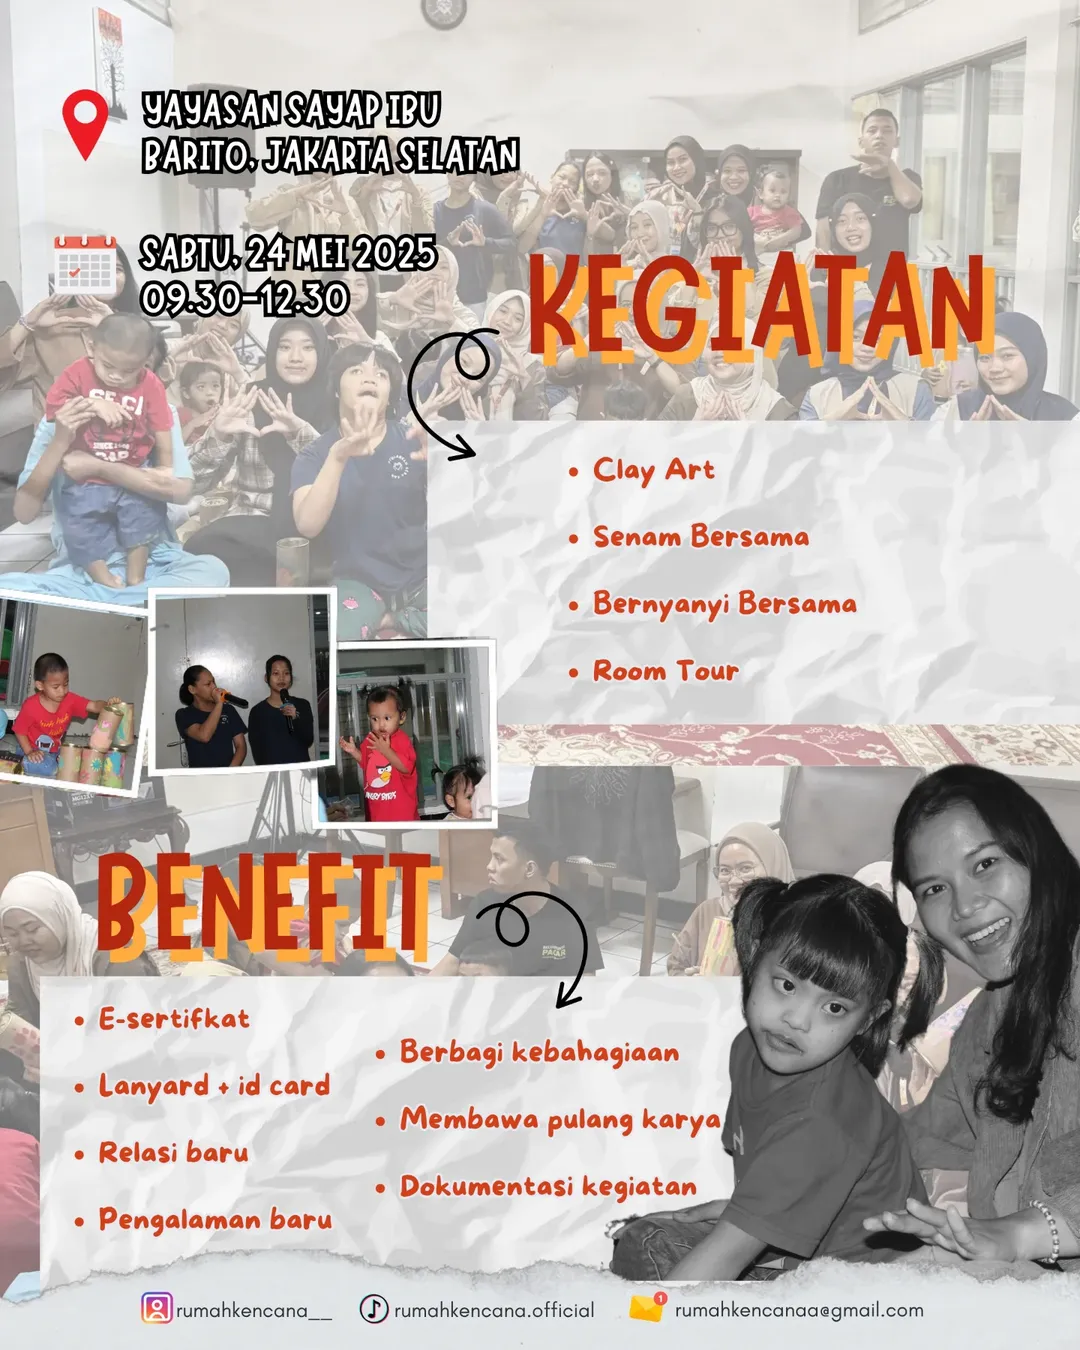 YAYASAN SAYAP IBU
BARITO, JAKARTA SELATAN
SABTU, 24 MEI 2025
09.30-12.30
KEGIATAN
• Clay Art
• Senam Bersama
• Bernyanyi Bersama
• Room Tour
BENEFIT
• E-sertifkat
• Lanyard + id card
• Relasi baru
• Pengalaman baru
• Berbagi kebahagiaan
• Membawa pulang karya
• Dokumentasi kegiatan
rumahkencana__
rumahkencana.official
1
rumahkencanaa@gmail.com